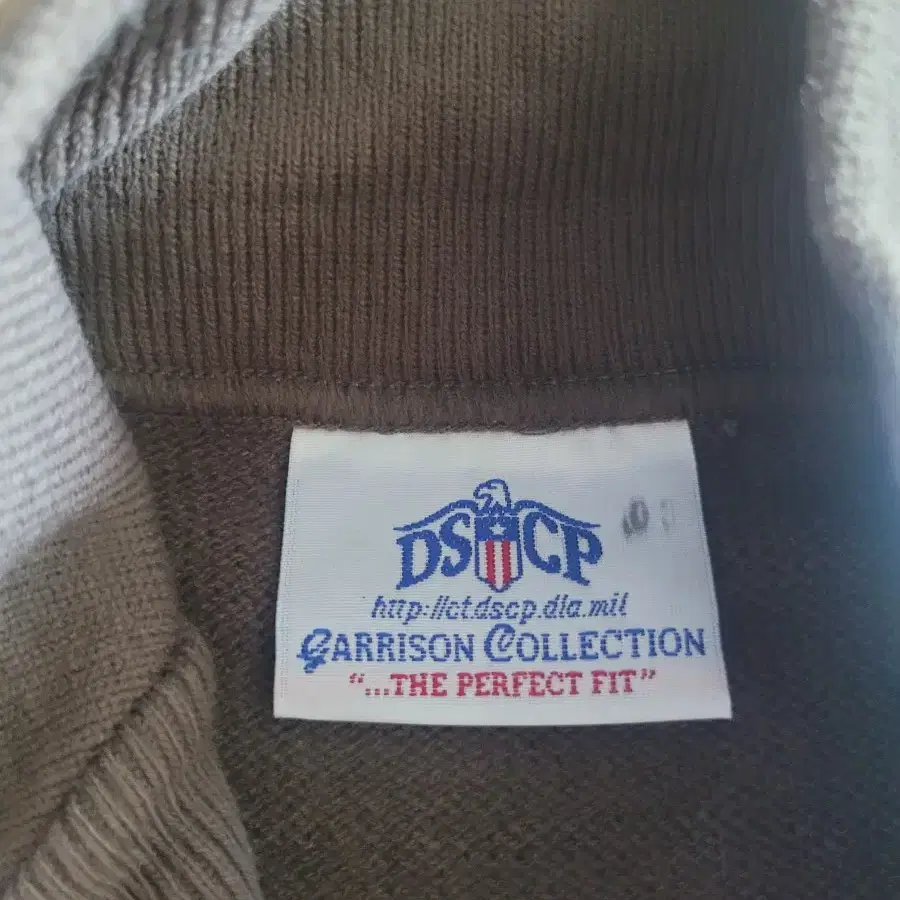 DSCP
http://ct.dscp.dla.mil
GARRISON COLLECTION
"...THE PERFECT FIT"